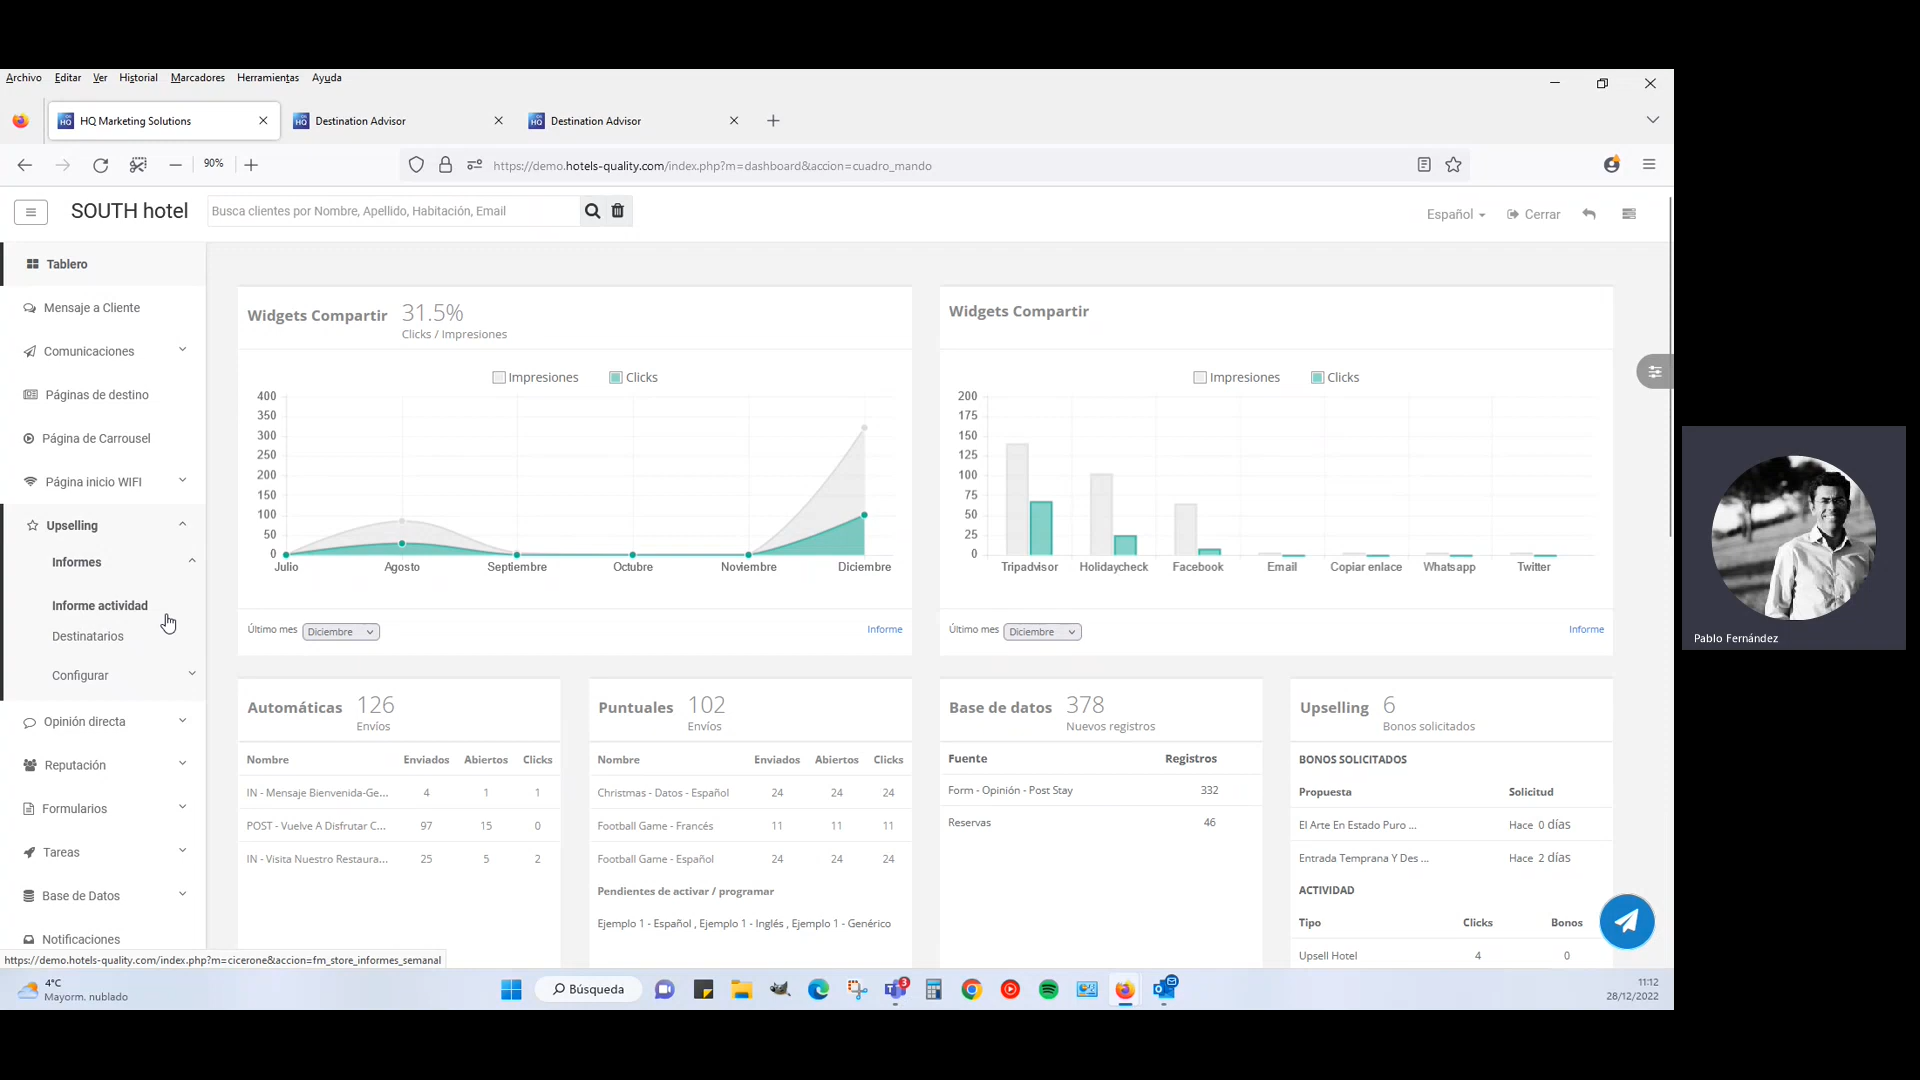 Archivo Editar Ver Historial Marcadores Herramientas Ayuda
HQ Marketing Solutions
Destination Advisor
Destination Advisor
90%
https://demo.hotels-quality.com/index.php?m=dashboard&accion=cuadro_mando
SOUTH hotel
Busca clientes por Nombre, Apellido, Habitación, Email
Español
Cerrar
Tablero
Mensaje a Cliente
Comunicaciones
Páginas de destino
Página de Carrousel
Página inicio WIFI
Upselling
Informes
Informe actividad
Destinatarios
Configurar
Opinión directa
Reputación
Formularios
Tareas
Base de Datos
Notificaciones
Widgets Compartir 31.5%
Clicks / Impresiones
Impresiones Clicks
400
350
300
250
200
150
100
50
0
Julio Agosto Septiembre Octubre Noviembre Diciembre
Último mes Diciembre Informe
Widgets Compartir
Impresiones Clicks
200
175
150
125
100
75
50
25
0
Tripadvisor Holidaycheck Facebook Email Copiar enlace Whatsapp Twitter
Último mes Diciembre Informe
Automáticas 126
Envíos
Nombre Enviados Abiertos Clicks
IN - Mensaje Bienvenida-Ge... 4 1 1
POST - Vuelve A Disfrutar C... 97 15 0
IN - Visita Nuestro Restaura... 25 5 2
Puntuales 102
Envíos
Nombre Enviados Abiertos Clicks
Christmas - Datos - Español 24 24 24
Football Game - Francés 11 11 11
Football Game - Español 24 24 24
Pendientes de activar / programar
Ejemplo 1 - Español , Ejemplo 1 - Inglés , Ejemplo 1 - Genérico
Base de datos 378
Nuevos registros
Fuente Registros
Form - Opinión - Post Stay 332
Reservas 46
Upselling 6
Bonos solicitados
BONOS SOLICITADOS
Propuesta Solicitud
El Arte En Estado Puro ... Hace 0 días
Entrada Temprana Y Des ... Hace 2 días
ACTIVIDAD
Tipo Clicks Bonos
Upsell Hotel 4 0
https://demo.hotels-quality.com/index.php?m=cicerone&accion=fm_store_informes_semanal
4°C
Mayorm. nublado
Búsqueda
3
11:12
28/12/2022
Pablo Fernández